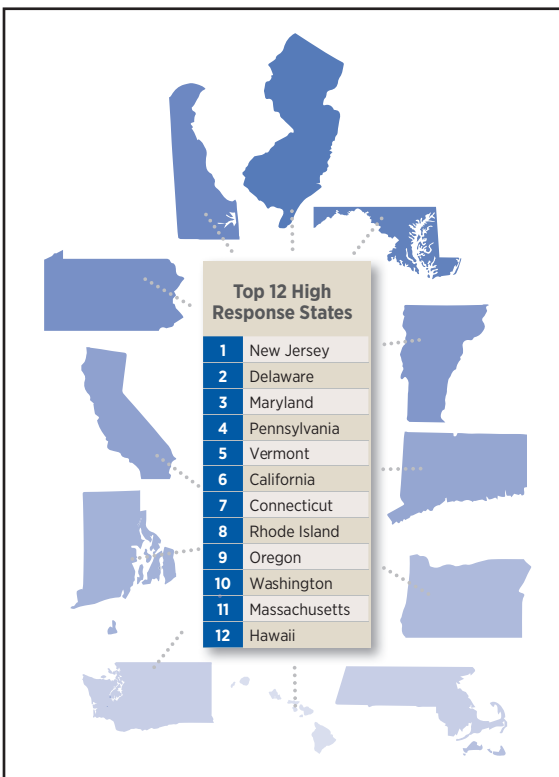 Top 12 High
Response States
1 New Jersey
2 Delaware
3 Maryland
4 Pennsylvania
5 Vermont
6 California
7 Connecticut
8 Rhode Island
9 Oregon
10 Washington
11 Massachusetts
12 Hawaii